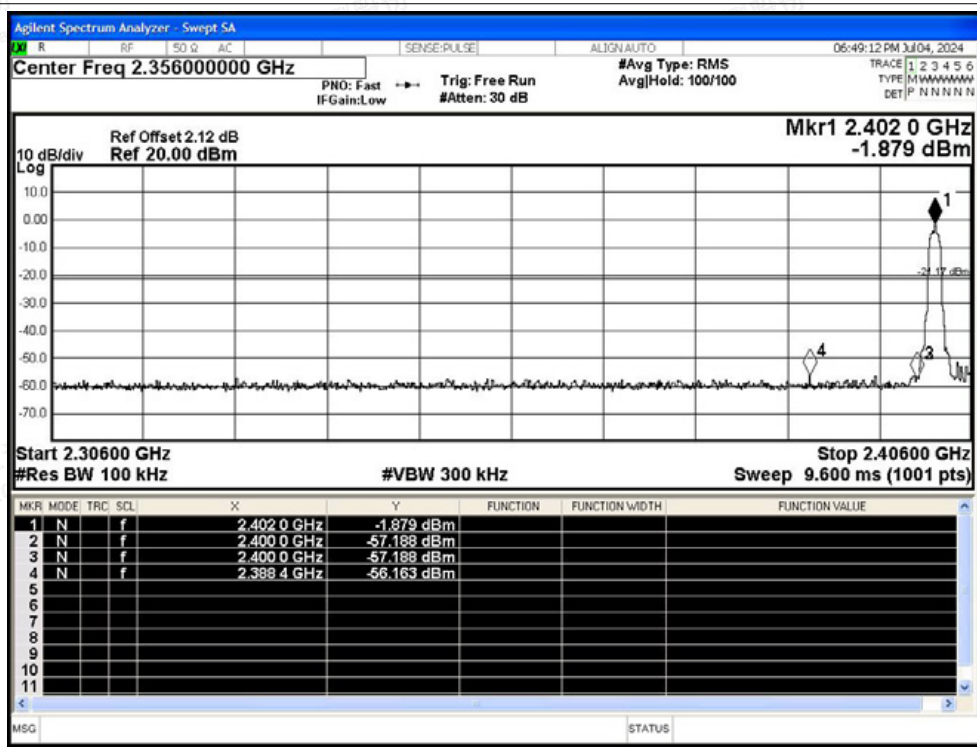 Agilent Spectrum Analyzer - Swept SA
R RF 50 Ω AC SENSE:PULSE ALIGNAUTO 06:49:12 PM Jul 04, 2024
Center Freq 2.356000000 GHz
PNO: Fast
IFGain:Low
Trig: Free Run
#Atten: 30 dB
#Avg Type: RMS
Avg|Hold: 100/100
TRACE 1 2 3 4 5 6
TYPE M
DET P N N N N N
Ref Offset 2.12 dB
10 dB/div Ref 20.00 dBm
Log
Mkr1 2.402 0 GHz
-1.879 dBm
10.0
0.00
-10.0
-20.0
-30.0
-40.0
-50.0
-60.0
-70.0
1
4
3
Start 2.30600 GHz Stop 2.40600 GHz
#Res BW 100 kHz #VBW 300 kHz Sweep 9.600 ms (1001 pts)
MKR MODE TRC SCL X Y FUNCTION FUNCTION WIDTH FUNCTION VALUE
1 N f 2.402 0 GHz -1.879 dBm
2 N f 2.400 0 GHz -57.188 dBm
3 N f 2.400 0 GHz -57.188 dBm
4 N f 2.388 4 GHz -56.163 dBm
5
6
7
8
9
10
11
MSG STATUS